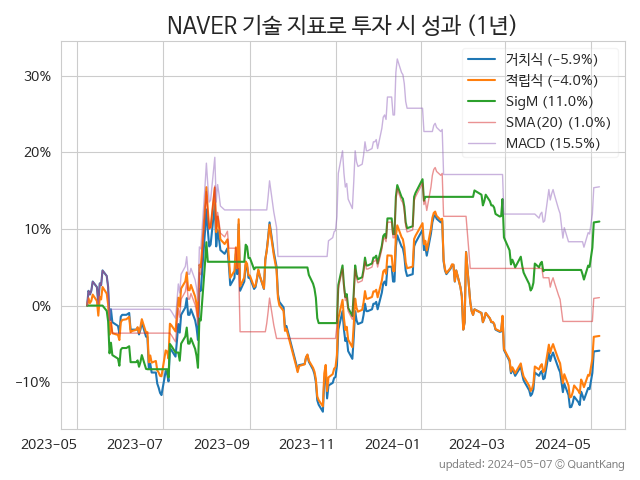 NAVER 기술 지표로 투자 시 성과 (1년)
거치식 (−5.9%)
적립식 (−4.0%)
SigM (11.0%)
SMA(20) (1.0%)
MACD (15.5%)
30%
20%
10%
0%
−10%
2023-05 2023-07 2023-09 2023-11 2024-01 2024-03 2024-05
updated: 2024-05-07 © QuantKang